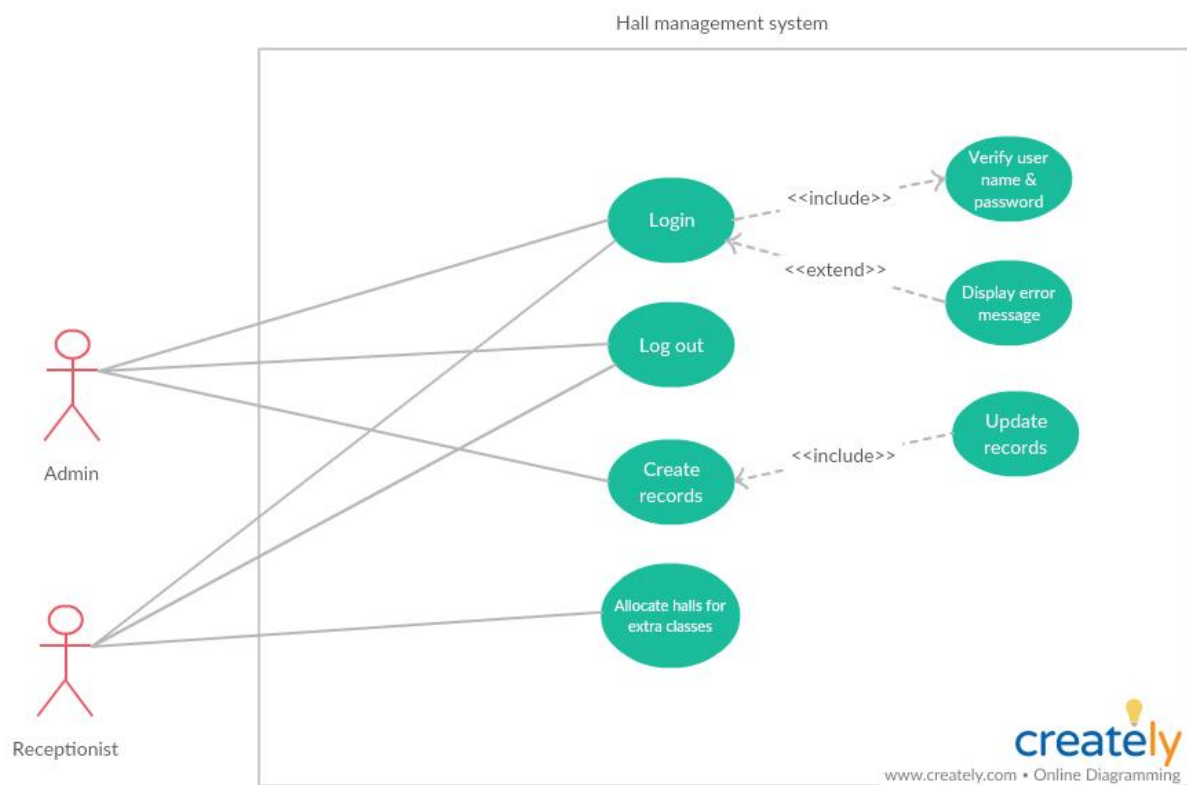 Hall management system
Verify user
name &
password
<<include>>
Login
<<extend>>
Display error
message
Log out
Admin
Update
records
<<include>>
Create
records
Allocate halls for
extra classes
Receptionist
creately
www.creately.com • Online Diagramming